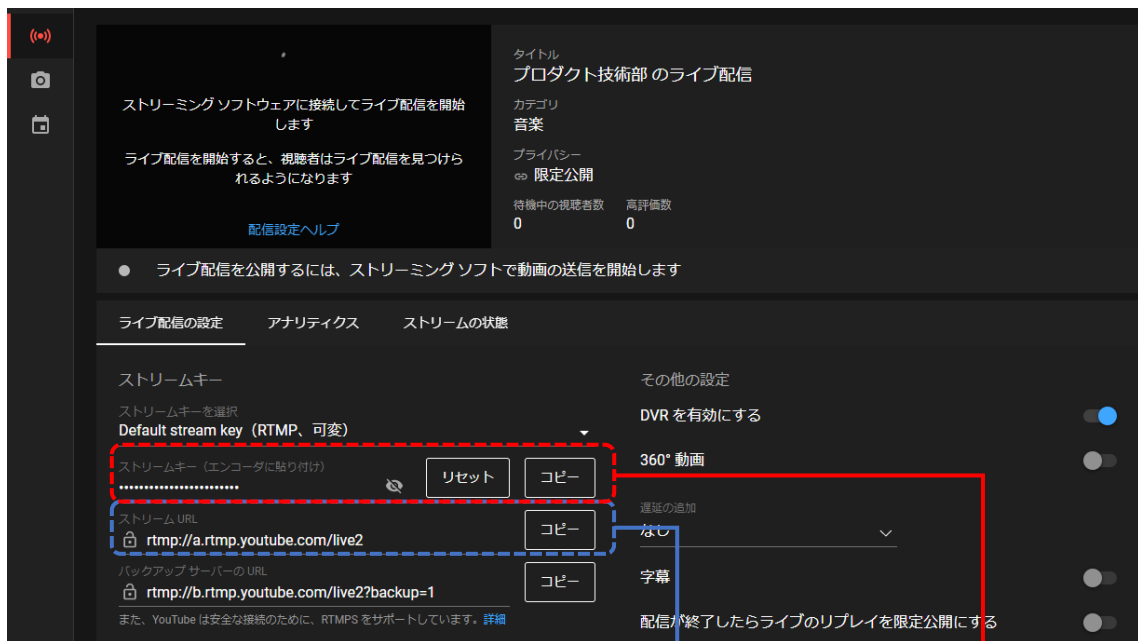 ストリーミング ソフトウェアに接続してライブ配信を開始
します
ライブ配信を開始すると、視聴者はライブ配信を見つけら
れるようになります
配信設定ヘルプ
タイトル
プロダクト技術部 のライブ配信
カテゴリ
音楽
プライバシー
限定公開
待機中の視聴者数 高評価数
0 0
ライブ配信を公開するには、ストリーミング ソフトで動画の送信を開始します
ライブ配信の設定 アナリティクス ストリームの状態
ストリームキー
ストリームキーを選択
Default stream key（RTMP、可変）
ストリームキー（エンコーダに貼り付け）
••••••••••••••••••••••••
リセット コピー
ストリーム URL
rtmp://a.rtmp.youtube.com/live2
コピー
バックアップ サーバーの URL
rtmp://b.rtmp.youtube.com/live2?backup=1
コピー
また、YouTube は安全な接続のために、RTMPS をサポートしています。詳細
その他の設定
DVR を有効にする
360° 動画
遅延の追加
なし
字幕
配信が終了したらライブのリプレイを限定公開にする